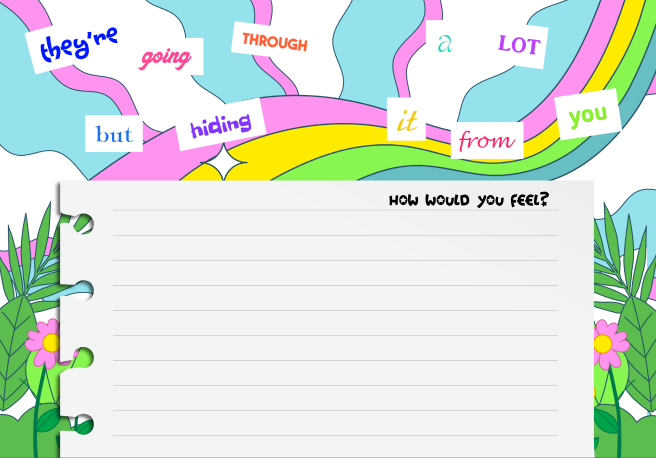 they're going THROUGH a LOT
but hiding it from you
HOW WOULD YOU FEEL?